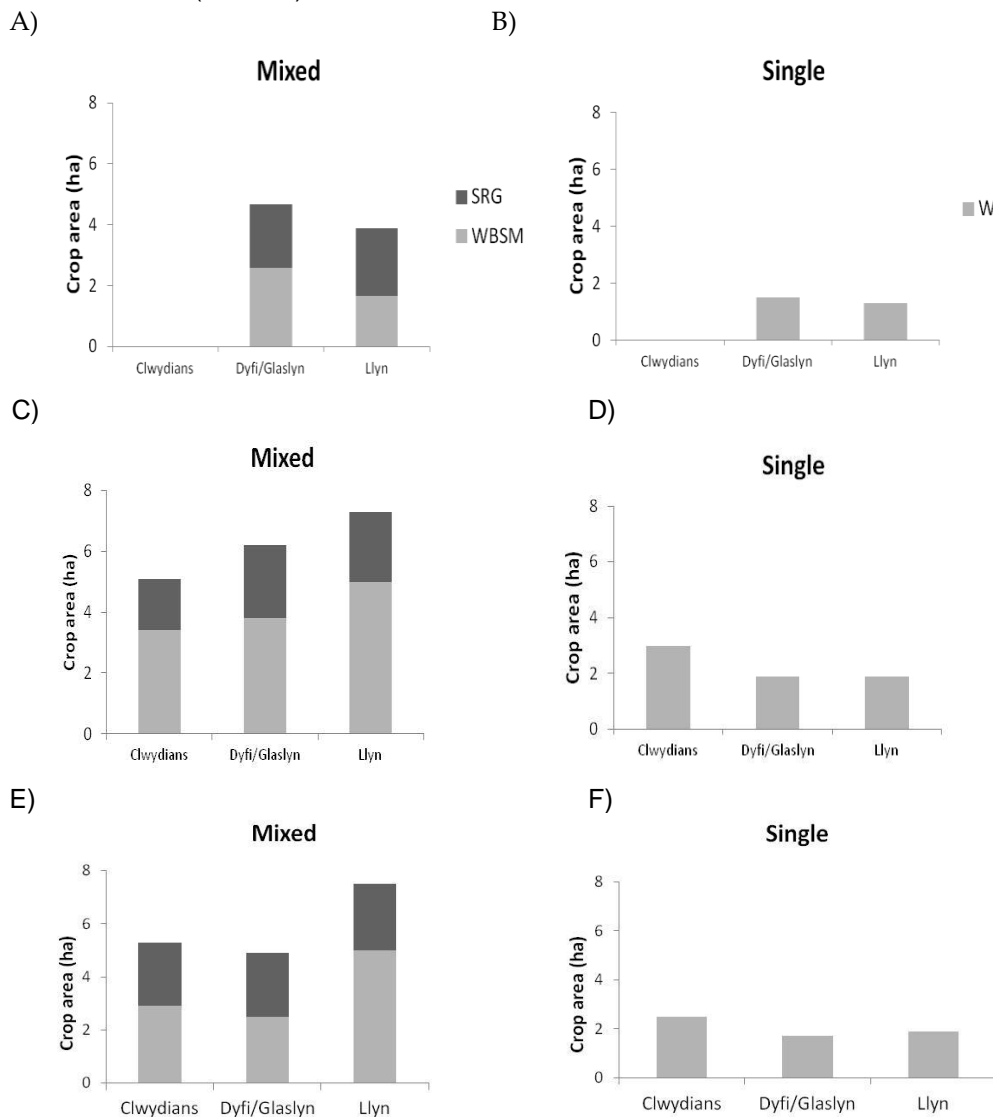 A)
B)
Mixed
Crop area (ha)
8
6
4
2
0
Clwydians
Dyfi/Glaslyn
Llyn
SRG
WBSM
Single
Crop area (ha)
8
6
4
2
0
Clwydians
Dyfi/Glaslyn
Llyn
C)
D)
Mixed
Crop area (ha)
8
6
4
2
0
Clwydians
Dyfi/Glaslyn
Llyn
Single
Crop area (ha)
8
6
4
2
0
Clwydians
Dyfi/Glaslyn
Llyn
E)
F)
Mixed
Crop area (ha)
8
6
4
2
0
Clwydians
Dyfi/Glaslyn
Llyn
Single
Crop area (ha)
8
6
4
2
0
Clwydians
Dyfi/Glaslyn
Llyn